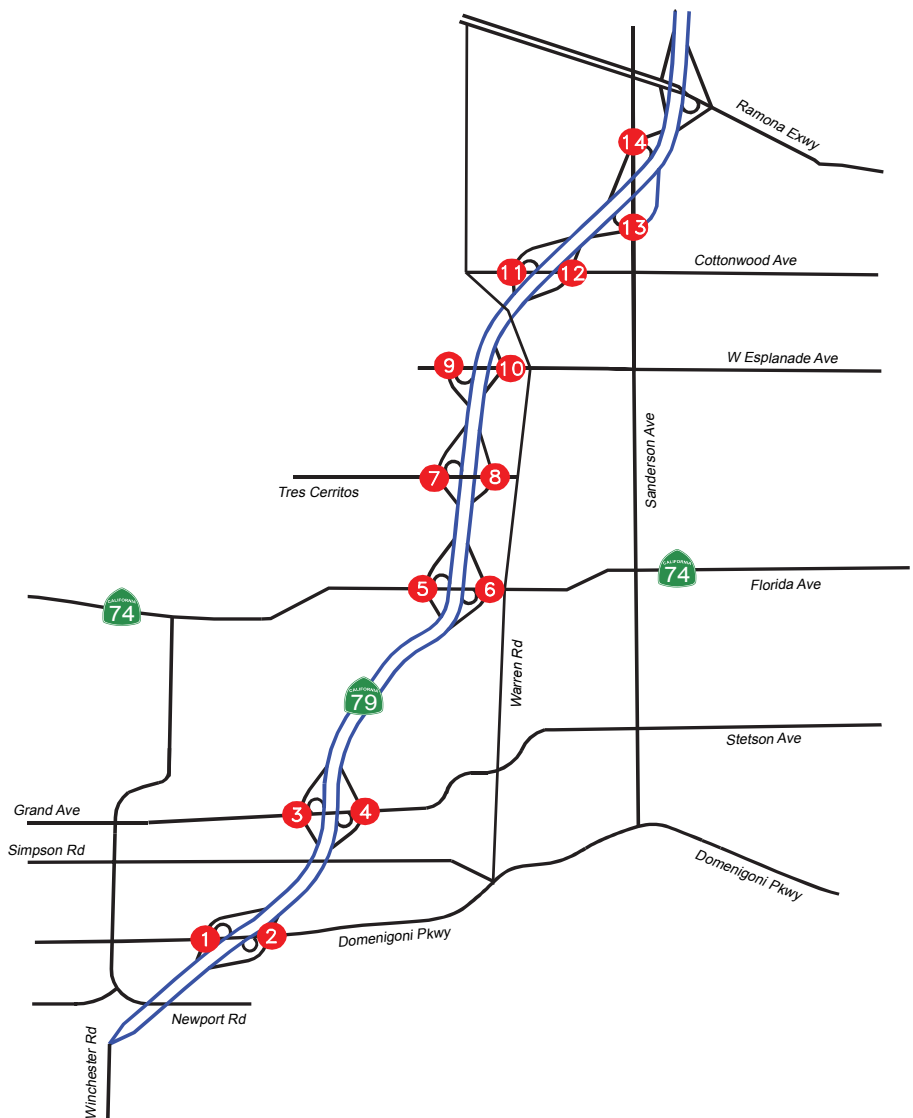 Ramona Exwy
14
13
Cottonwood Ave
11
12
W Esplanade Ave
9
10
Sanderson Ave
7
8
Tres Cerritos
CALIFORNIA
74
Florida Ave
5
6
CALIFORNIA
74
Warren Rd
CALIFORNIA
79
Stetson Ave
Grand Ave
3
4
Simpson Rd
Domenigoni Pkwy
1
2
Domenigoni Pkwy
Newport Rd
Winchester Rd